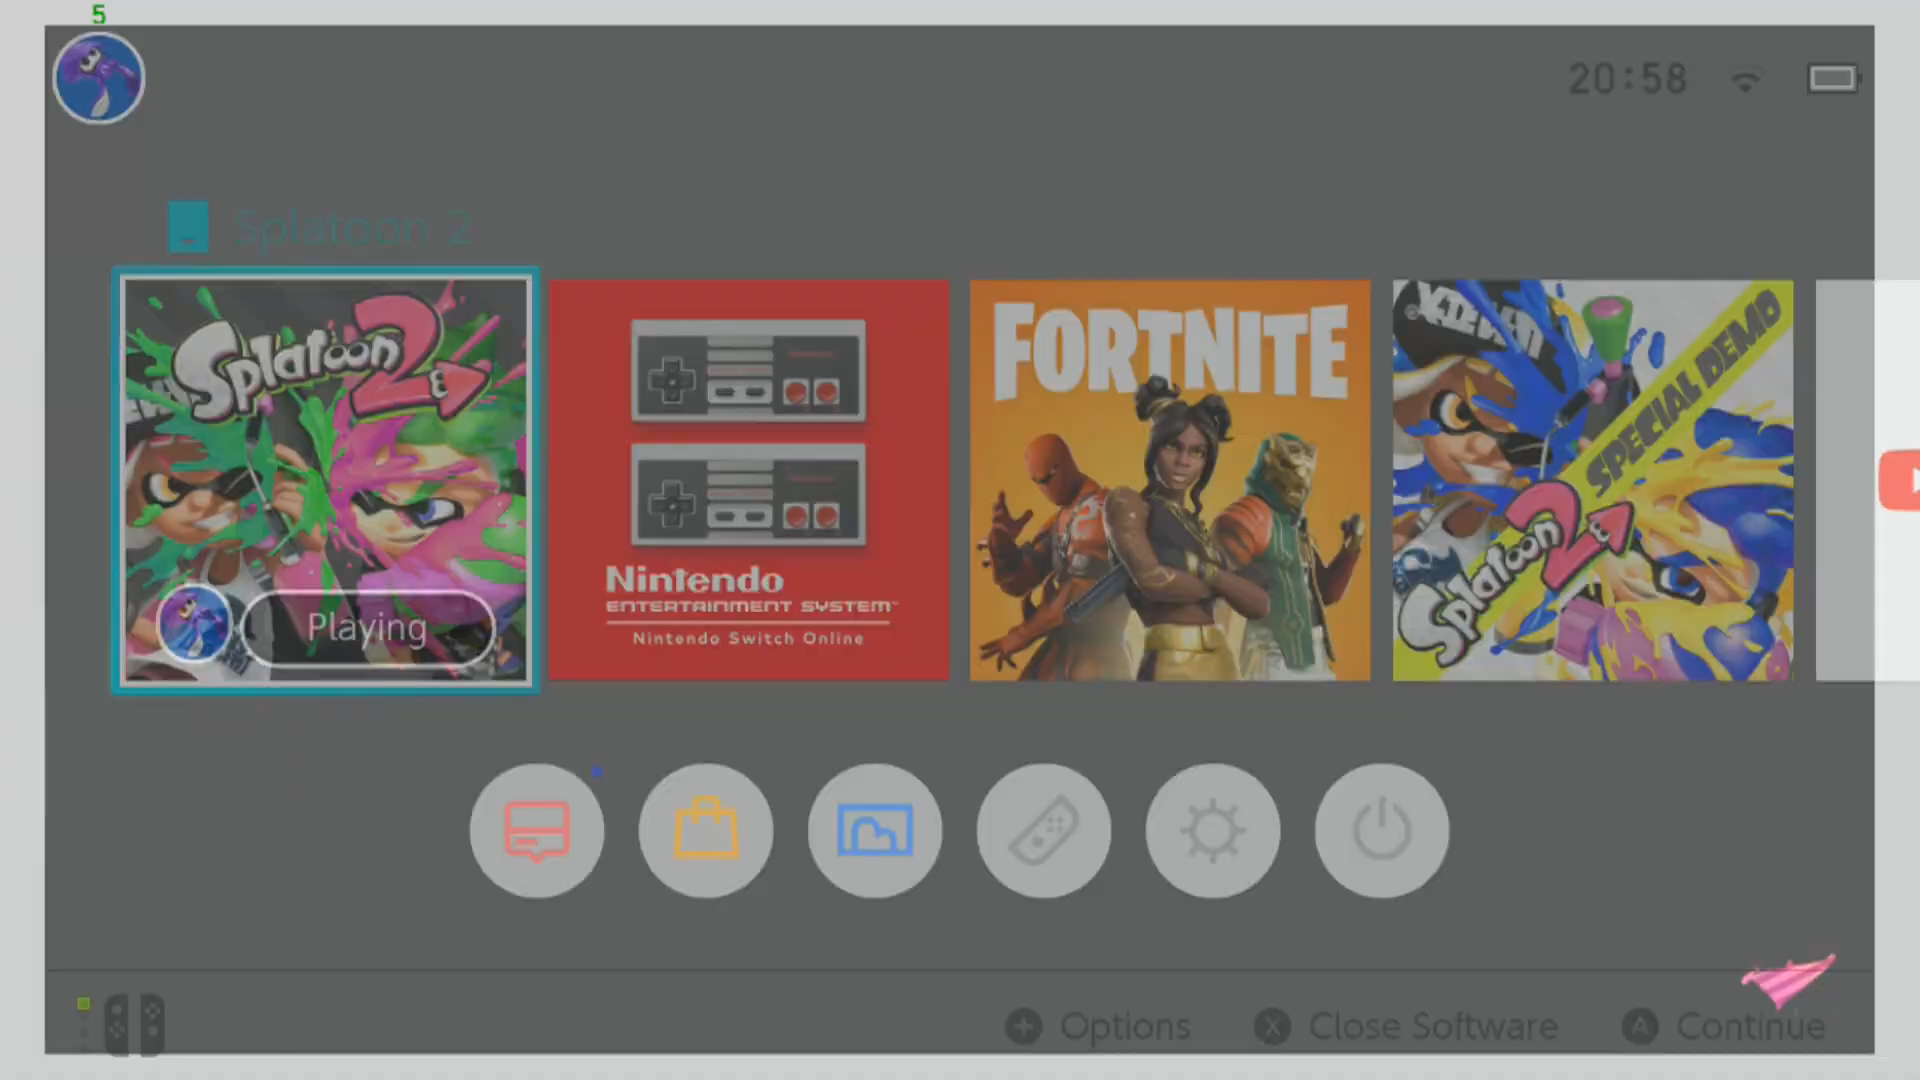 5
20:58
Splatoon 2
Splatoon 2
Playing
Nintendo
ENTERTAINMENT SYSTEM™
Nintendo Switch Online
FORTNITE
SPECIAL DEMO
Splatoon 2
+ Options
X Close Software
A Continue